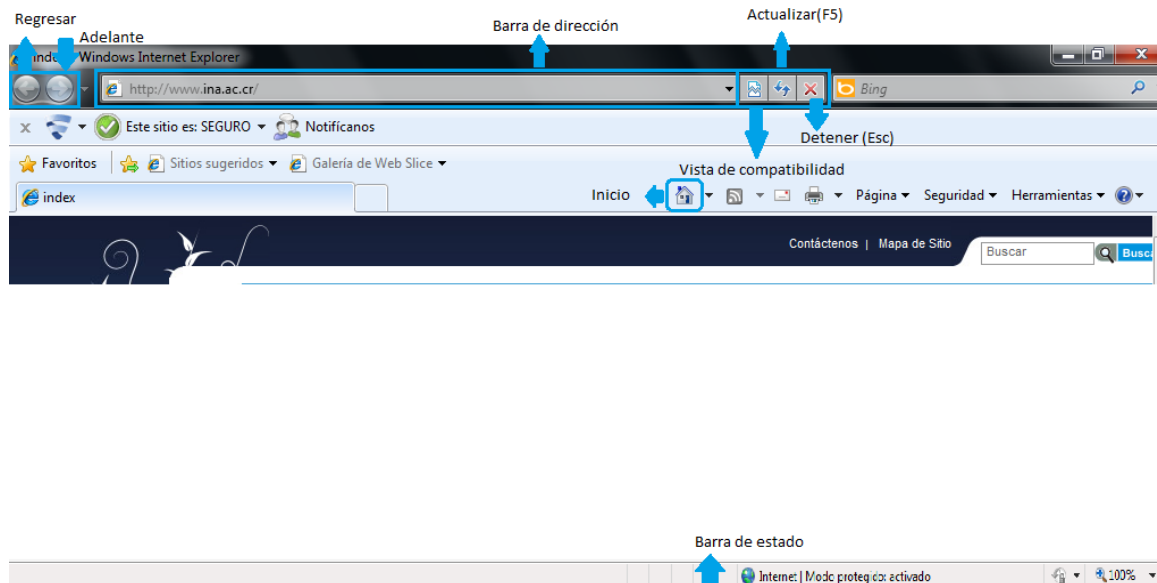 Regresar
Adelante
Barra de dirección
Actualizar(F5)
index - Windows Internet Explorer
http://www.ina.ac.cr/
Bing
x Este sitio es: SEGURO Notifícanos
Detener (Esc)
Favoritos Sitios sugeridos Galería de Web Slice
Vista de compatibilidad
index
Inicio
Página Seguridad Herramientas
Contáctenos | Mapa de Sitio
Buscar
Busca
Barra de estado
Internet | Modo protegido: activado
100%